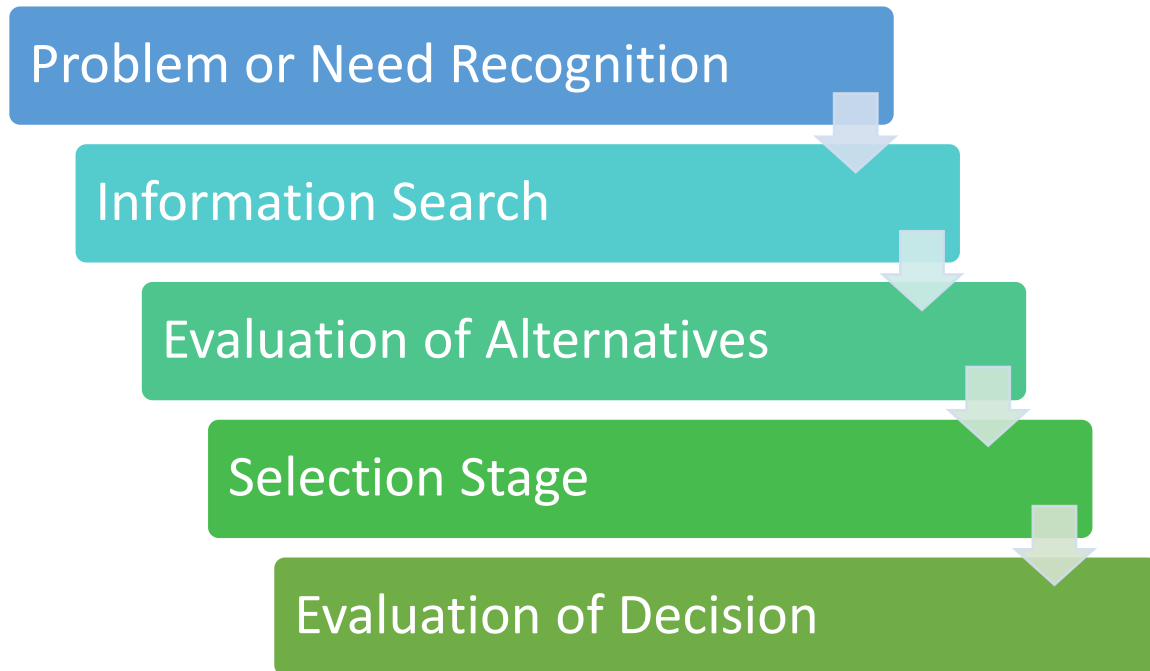 Problem or Need Recognition
Information Search
Evaluation of Alternatives
Selection Stage
Evaluation of Decision